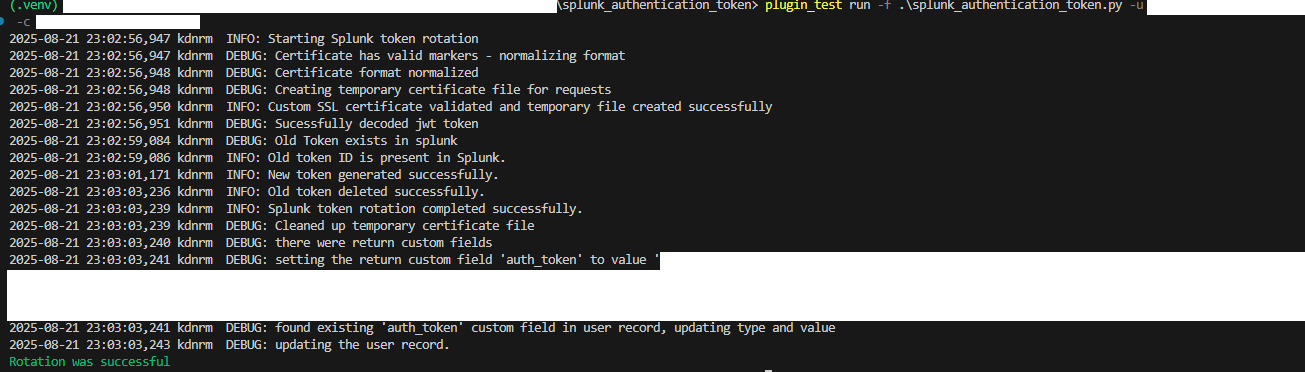 (.venv) \splunk_authentication_token> plugin_test run -f .\splunk_authentication_token.py -u
-c
2025-08-21 23:02:56,947 kdnrm INFO: Starting Splunk token rotation
2025-08-21 23:02:56,947 kdnrm DEBUG: Certificate has valid markers - normalizing format
2025-08-21 23:02:56,948 kdnrm DEBUG: Certificate format normalized
2025-08-21 23:02:56,948 kdnrm DEBUG: Creating temporary certificate file for requests
2025-08-21 23:02:56,950 kdnrm INFO: Custom SSL certificate validated and temporary file created successfully
2025-08-21 23:02:56,951 kdnrm DEBUG: Sucessfully decoded jwt token
2025-08-21 23:02:59,084 kdnrm DEBUG: Old Token exists in splunk
2025-08-21 23:02:59,086 kdnrm INFO: Old token ID is present in Splunk.
2025-08-21 23:03:01,171 kdnrm INFO: New token generated successfully.
2025-08-21 23:03:03,236 kdnrm INFO: Old token deleted successfully.
2025-08-21 23:03:03,239 kdnrm INFO: Splunk token rotation completed successfully.
2025-08-21 23:03:03,239 kdnrm DEBUG: Cleaned up temporary certificate file
2025-08-21 23:03:03,240 kdnrm DEBUG: there were return custom fields
2025-08-21 23:03:03,241 kdnrm DEBUG: setting the return custom field 'auth_token' to value '
2025-08-21 23:03:03,241 kdnrm DEBUG: found existing 'auth_token' custom field in user record, updating type and value
2025-08-21 23:03:03,243 kdnrm DEBUG: updating the user record.
Rotation was successful